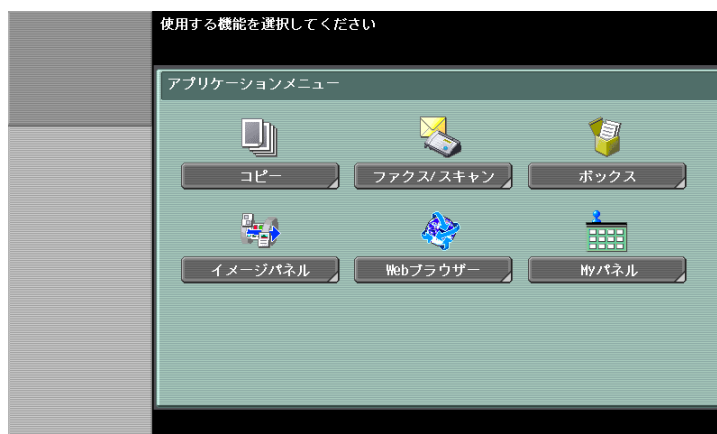 使用する機能を選択してください
アプリケーションメニュー
コピー
ファクス/スキャン
ボックス
イメージパネル
Webブラウザー
Myパネル